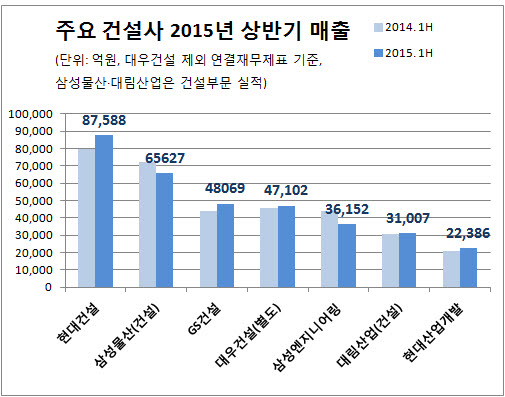 주요 건설사 2015년 상반기 매출
2014.1H
2015.1H
(단위: 억원, 대우건설 제외 연결재무제표 기준,
삼성물산·대림산업은 건설부문 실적)
100,000
90,000
80,000
70,000
60,000
50,000
40,000
30,000
20,000
10,000
0
87,588
65627
48069
47,102
36,152
31,007
22,386
현대건설
삼성물산(건설)
GS건설
대우건설(별도)
삼성엔지니어링
대림산업(건설)
현대산업개발